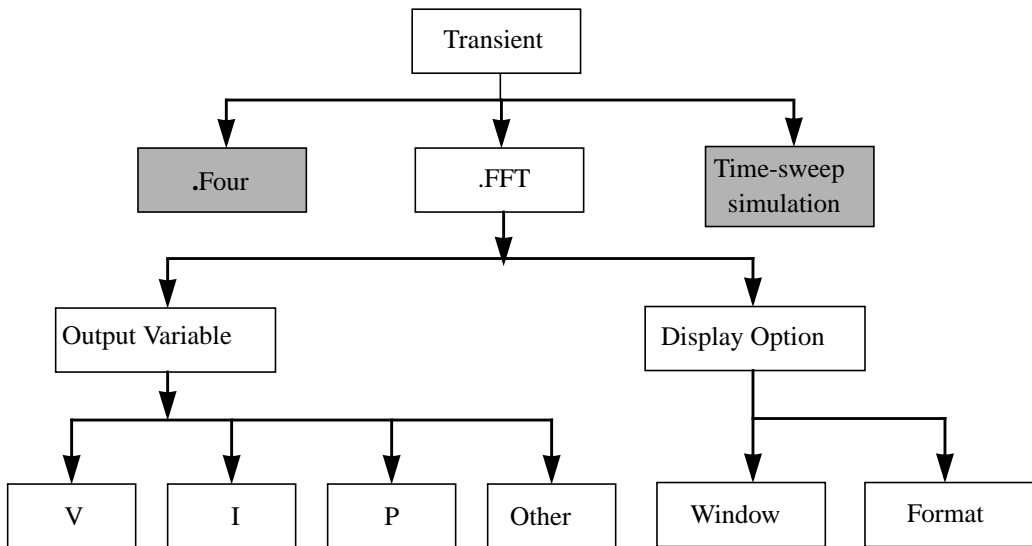 Transient
.Four
.FFT
Time-sweep
simulation
Output Variable
Display Option
V
I
P
Other
Window
Format